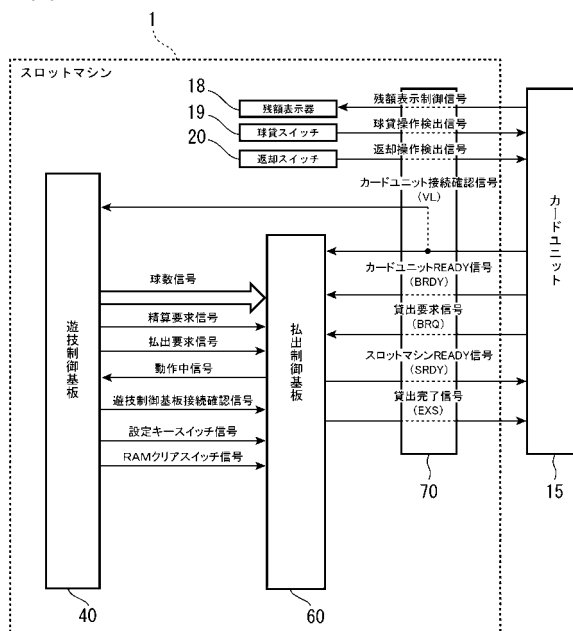 1
スロットマシン
18
残額表示器
残額表示制御信号
19
球貸スイッチ
球貸操作検出信号
20
返却スイッチ
返却操作検出信号
カードユニット接続確認信号
(VL)
カードユニットREADY信号
(BRDY)
球数信号
貸出要求信号
(BRQ)
精算要求信号
払出要求信号
スロットマシンREADY信号
(SRDY)
動作中信号
貸出完了信号
(EXS)
遊技制御基板接続確認信号
設定キースイッチ信号
RAMクリアスイッチ信号
遊技制御基板
払出制御基板
カードユニット
70
15
40
60